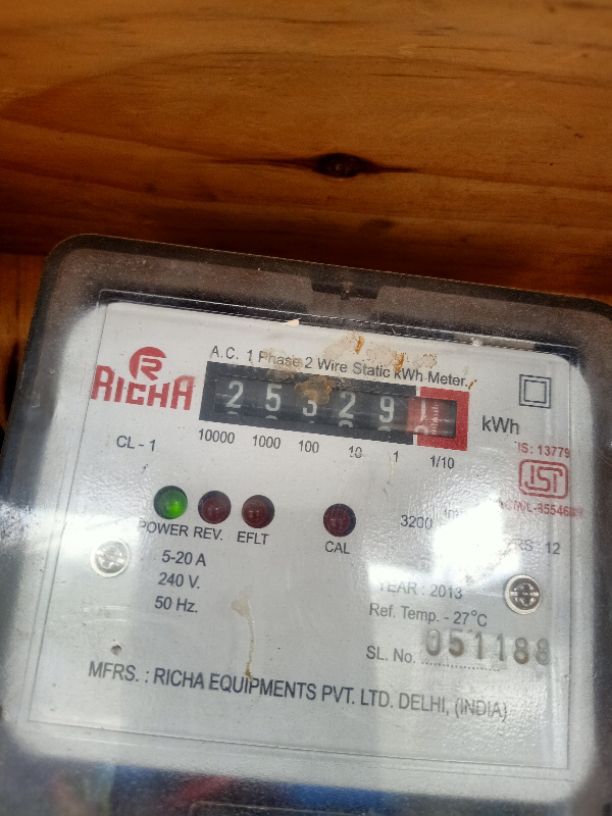 A.C. 1 Phase 2 Wire Static kWh Meter.
R
RICHA
2 5 3 2 9 1 kWh
10000 1000 100 10 1 1/10
CL - 1
IS: 13779
3200
POWER REV. EFLT CAL
12
5-20 A
240 V.
50 Hz.
YEAR : 2013
Ref. Temp. - 27°C
SL. No. 051188
MFRS. : RICHA EQUIPMENTS PVT. LTD. DELHI, (INDIA)